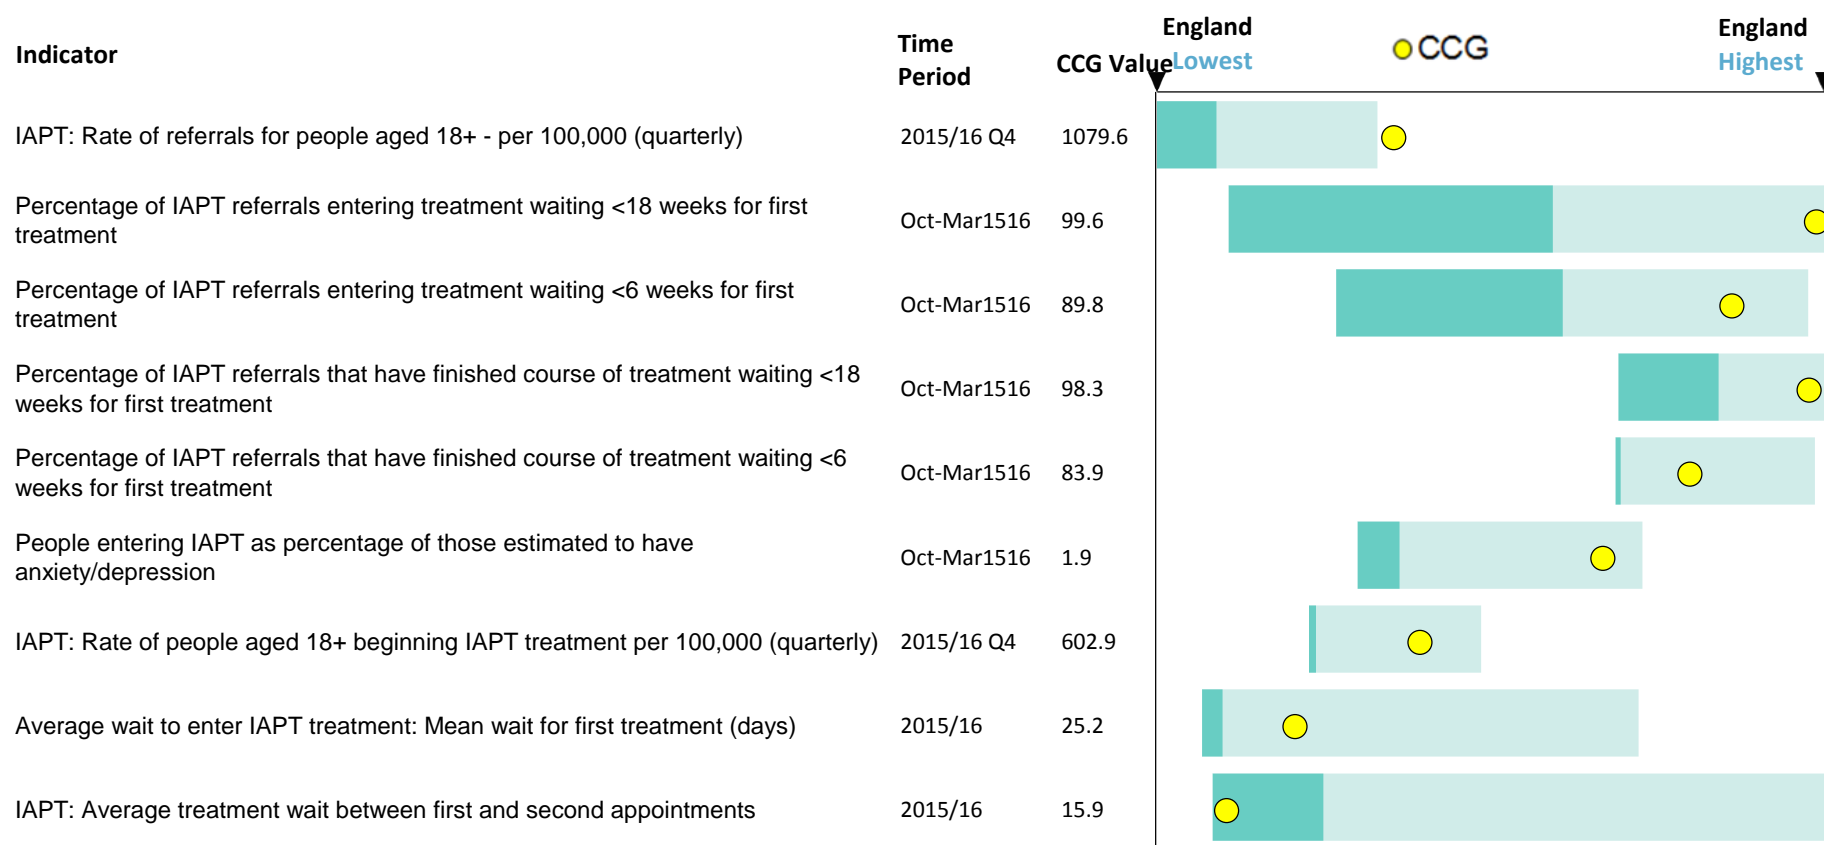 Indicator
Time
Period
CCG Value
England
Lowest
CCG
England
Highest
IAPT: Rate of referrals for people aged 18+ - per 100,000 (quarterly) 2015/16 Q4 1079.6
Percentage of IAPT referrals entering treatment waiting <18 weeks for first
treatment
Oct-Mar1516 99.6
Percentage of IAPT referrals entering treatment waiting <6 weeks for first
treatment
Oct-Mar1516 89.8
Percentage of IAPT referrals that have finished course of treatment waiting <18
weeks for first treatment
Oct-Mar1516 98.3
Percentage of IAPT referrals that have finished course of treatment waiting <6
weeks for first treatment
Oct-Mar1516 83.9
People entering IAPT as percentage of those estimated to have
anxiety/depression
Oct-Mar1516 1.9
IAPT: Rate of people aged 18+ beginning IAPT treatment per 100,000 (quarterly) 2015/16 Q4 602.9
Average wait to enter IAPT treatment: Mean wait for first treatment (days) 2015/16 25.2
IAPT: Average treatment wait between first and second appointments 2015/16 15.9